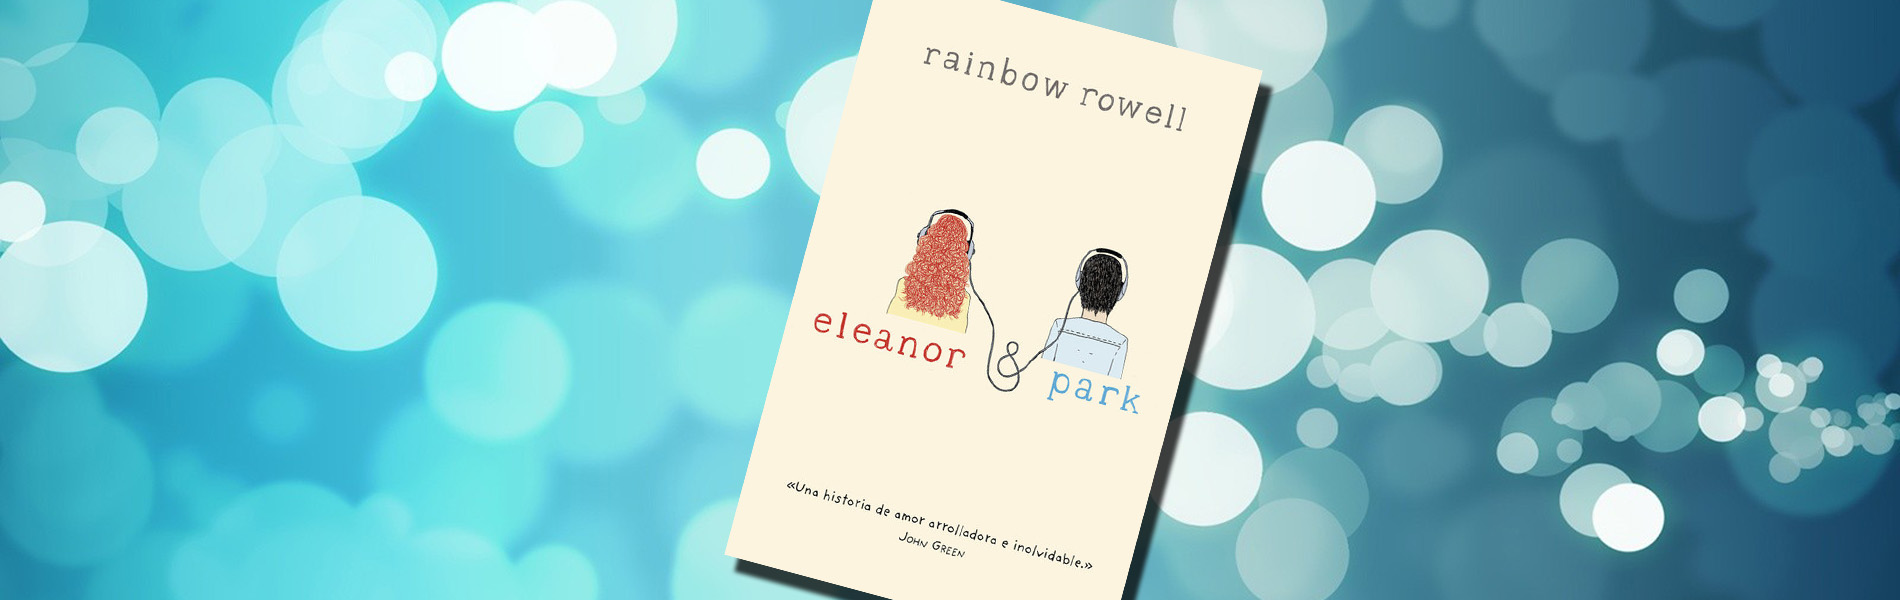 rainbow rowell
eleanor
&
park
«Una historia de amor arrolladora e inolvidable.»
John Green